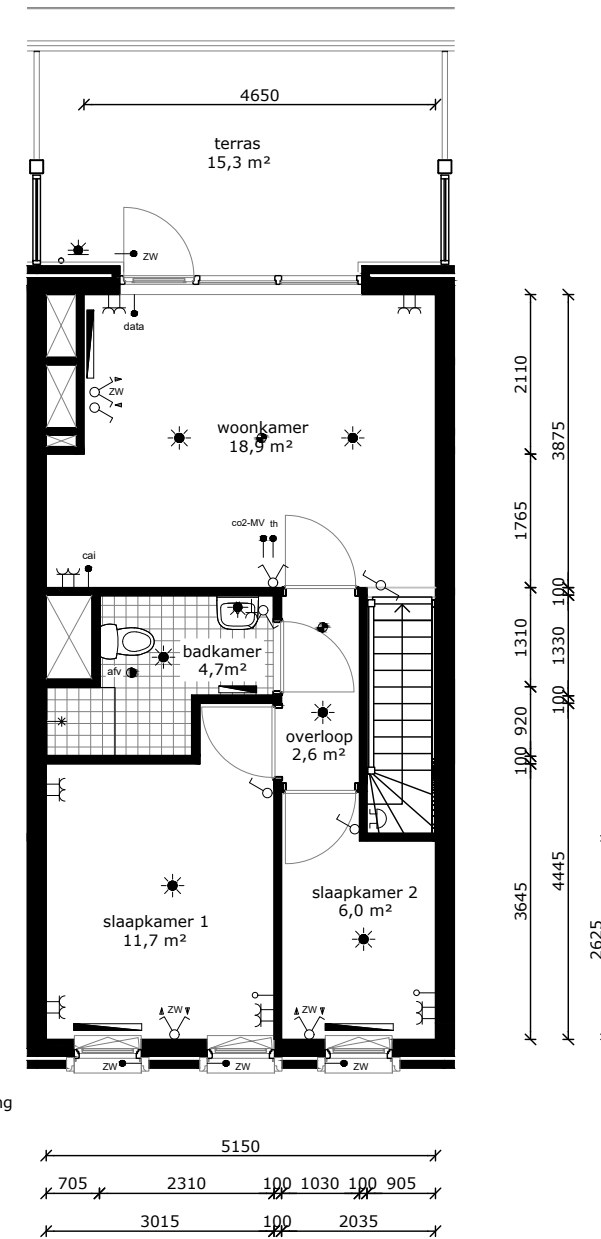 4650
terras
15,3 m²
ZW
data
ZW
woonkamer
18,9 m²
co2-MV th
cai
badkamer
4,7m²
afv
overloop
2,6 m²
slaapkamer 1
11,7 m²
slaapkamer 2
6,0 m²
ZW
ZW
ZW
ZW
ZW
2110
1765
1310
920
100
3645
3875
100
1330
100
4445
2625
ng
5150
705 2310 100 1030 100 905
3015 100 2035